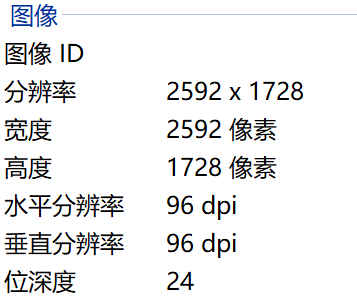 图像
图像 ID
分辨率 2592 x 1728
宽度 2592 像素
高度 1728 像素
水平分辨率 96 dpi
垂直分辨率 96 dpi
位深度 24